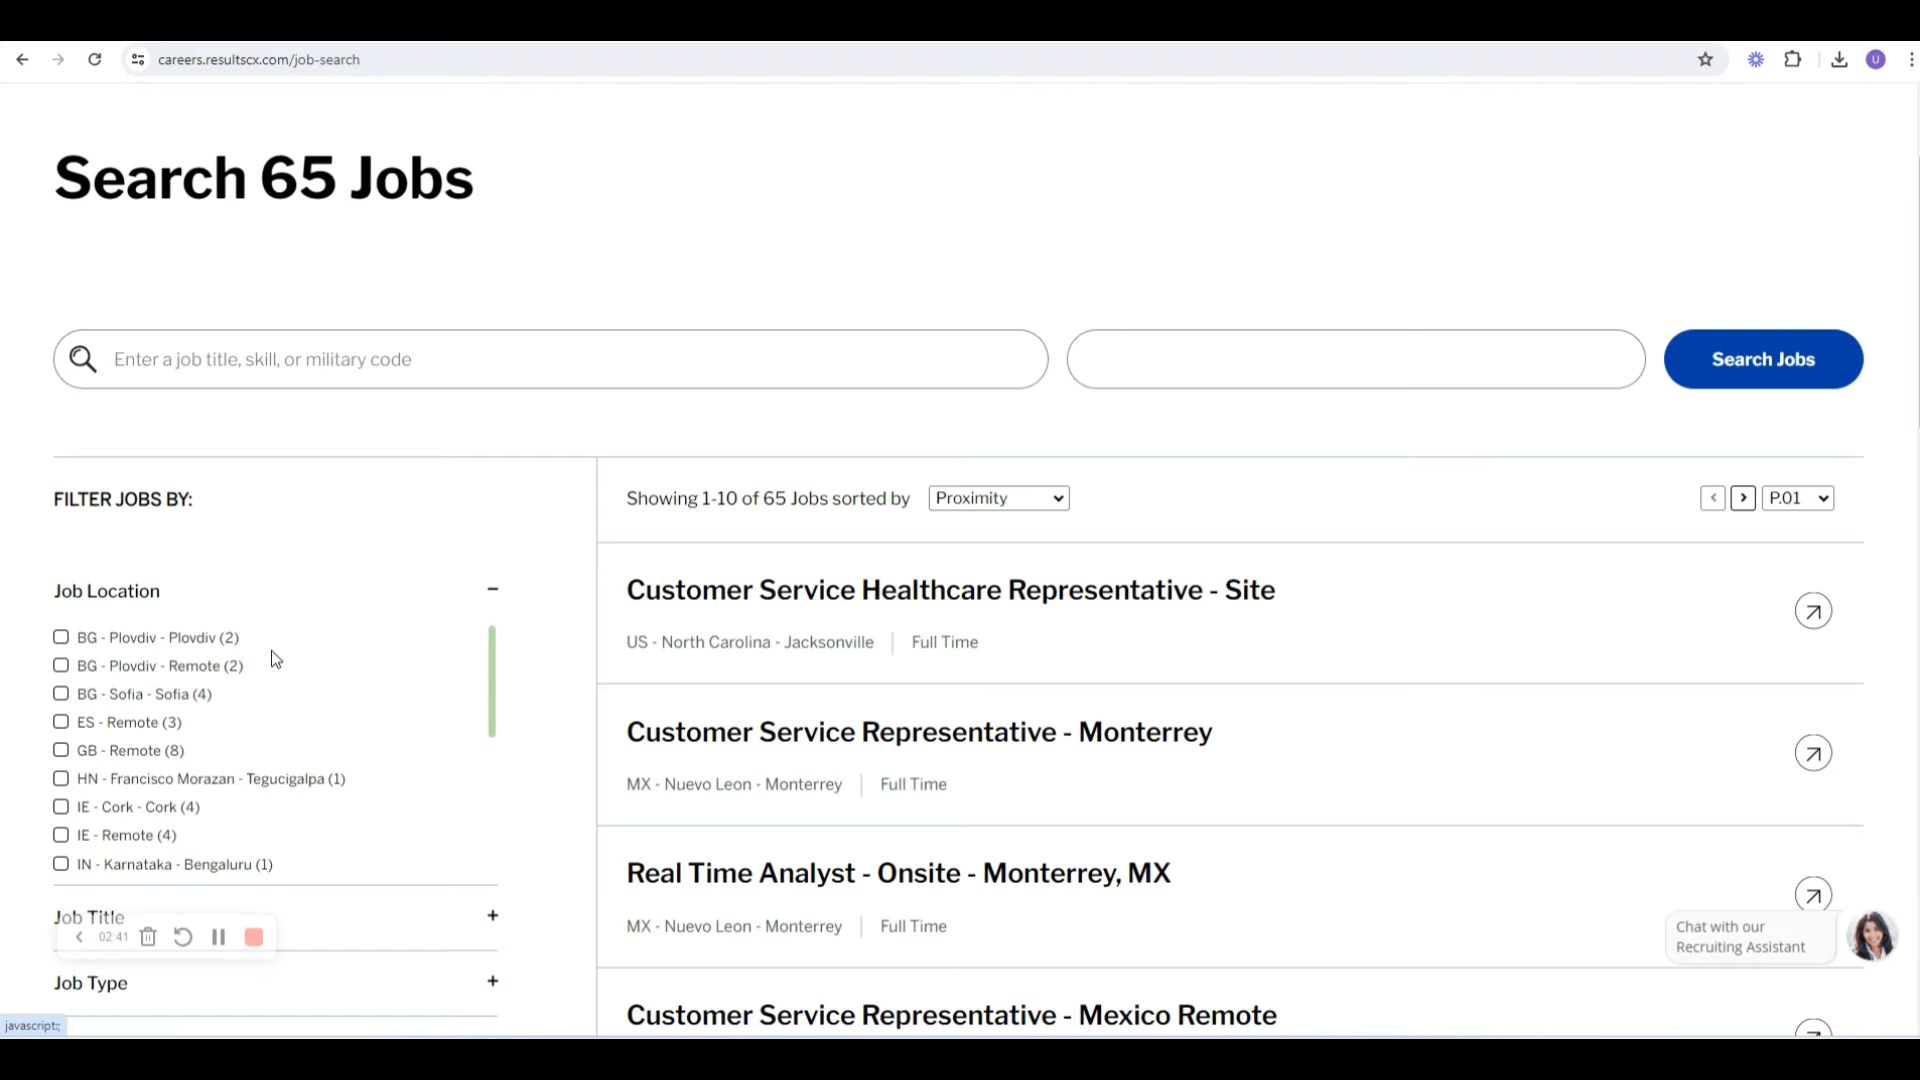 careers.resultscx.com/job-search
U
Search 65 Jobs
Enter a job title, skill, or military code
Search Jobs
FILTER JOBS BY:
Showing 1-10 of 65 Jobs sorted by
Proximity
P.01
Job Location
BG - Plovdiv - Plovdiv (2)
BG - Plovdiv - Remote (2)
BG - Sofia - Sofia (4)
ES - Remote (3)
GB - Remote (8)
HN - Francisco Morazan - Tegucigalpa (1)
IE - Cork - Cork (4)
IE - Remote (4)
IN - Karnataka - Bengaluru (1)
Job Title
02:41
Job Type
javascript:;
Customer Service Healthcare Representative - Site
US - North Carolina - Jacksonville
Full Time
Customer Service Representative - Monterrey
MX - Nuevo Leon - Monterrey
Full Time
Real Time Analyst - Onsite - Monterrey, MX
MX - Nuevo Leon - Monterrey
Full Time
Customer Service Representative - Mexico Remote
Chat with our
Recruiting Assistant